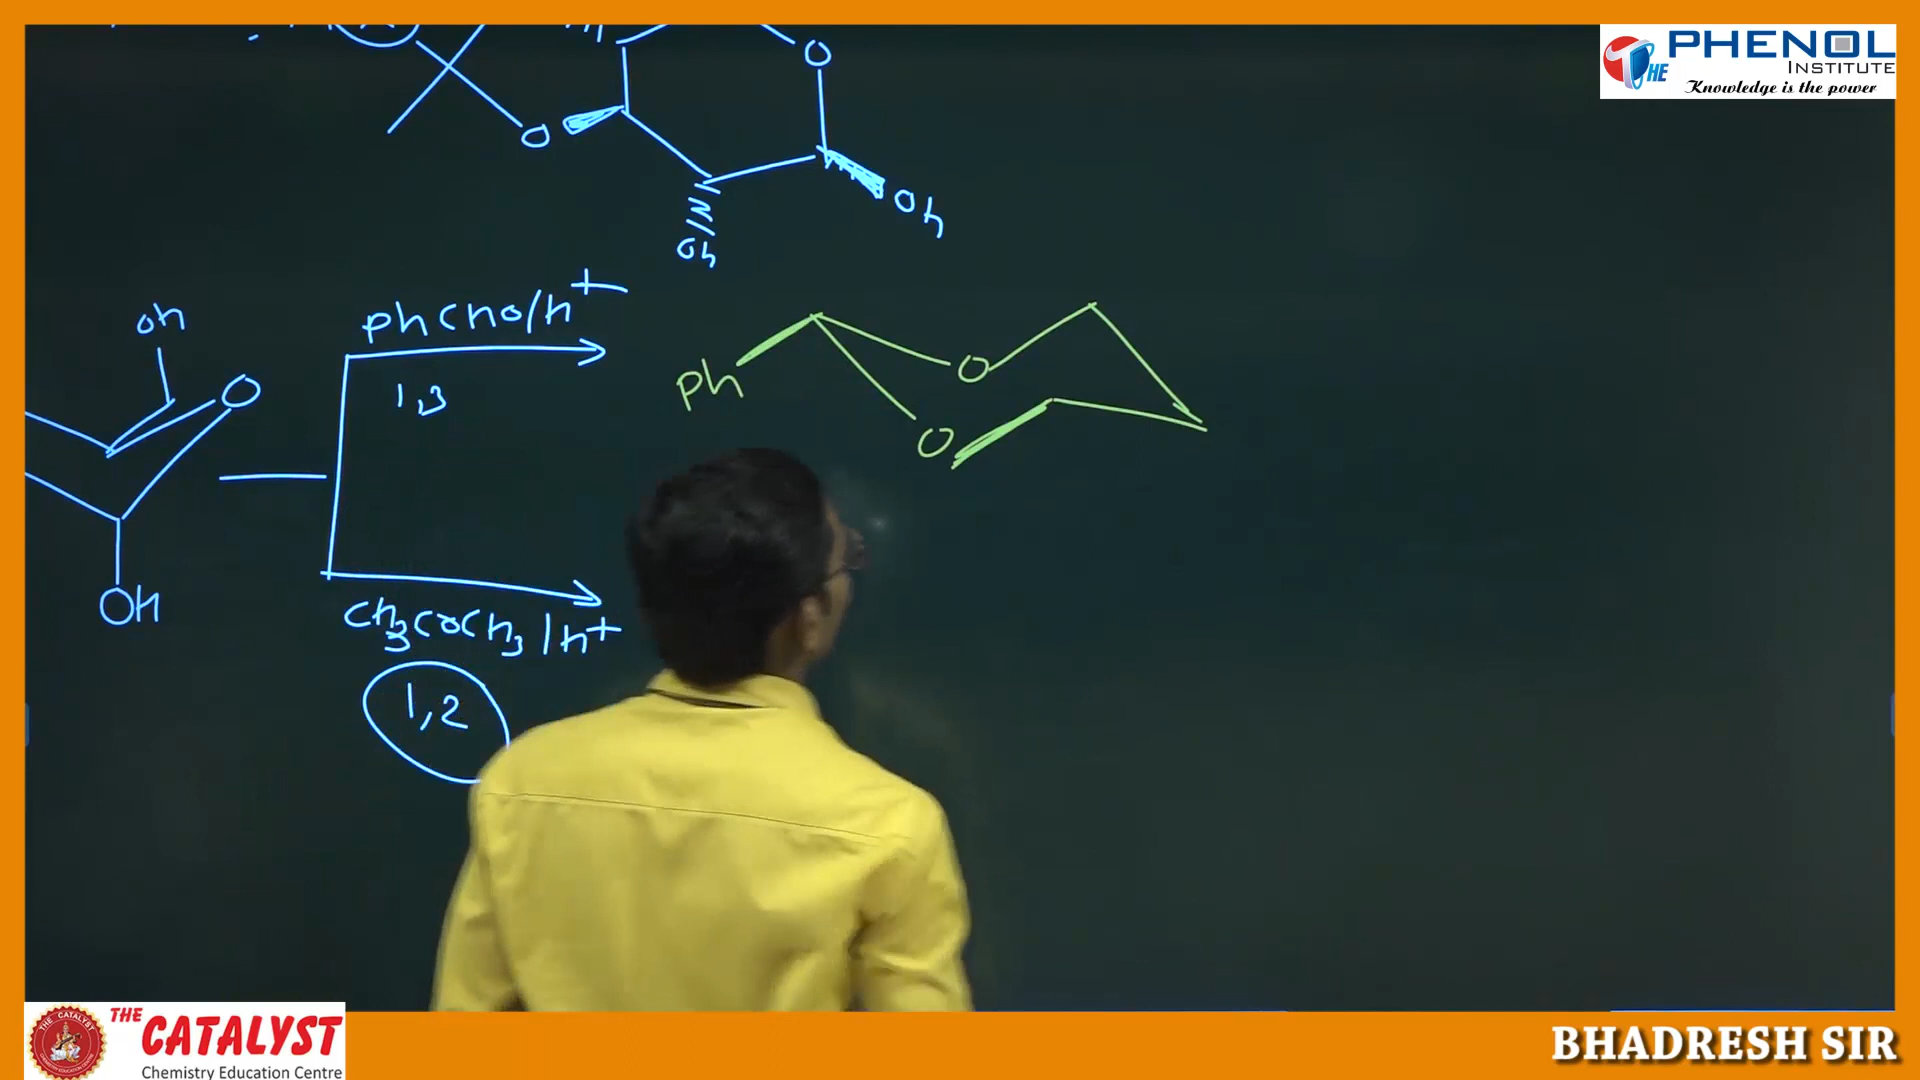 PHENOL
THE
INSTITUTE
Knowledge is the power
O
O
Oh
Oh
oh
phcho/h+
1,3
O
Ph
O
O
Oh
CH3COCH3/h+
1,2
THE
CATALYST
Chemistry Education Centre
BHADRESH SIR